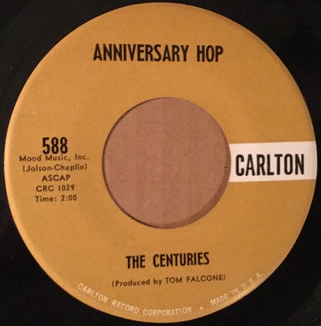 ANNIVERSARY HOP
588
Mood Music, Inc.
(Jolson-Chaplin)
ASCAP
CRC 1029
Time: 2:00
CARLTON
THE CENTURIES
(Produced by TOM FALCONE)
CARLTON RECORD CORPORATION • MADE IN U.S.A.